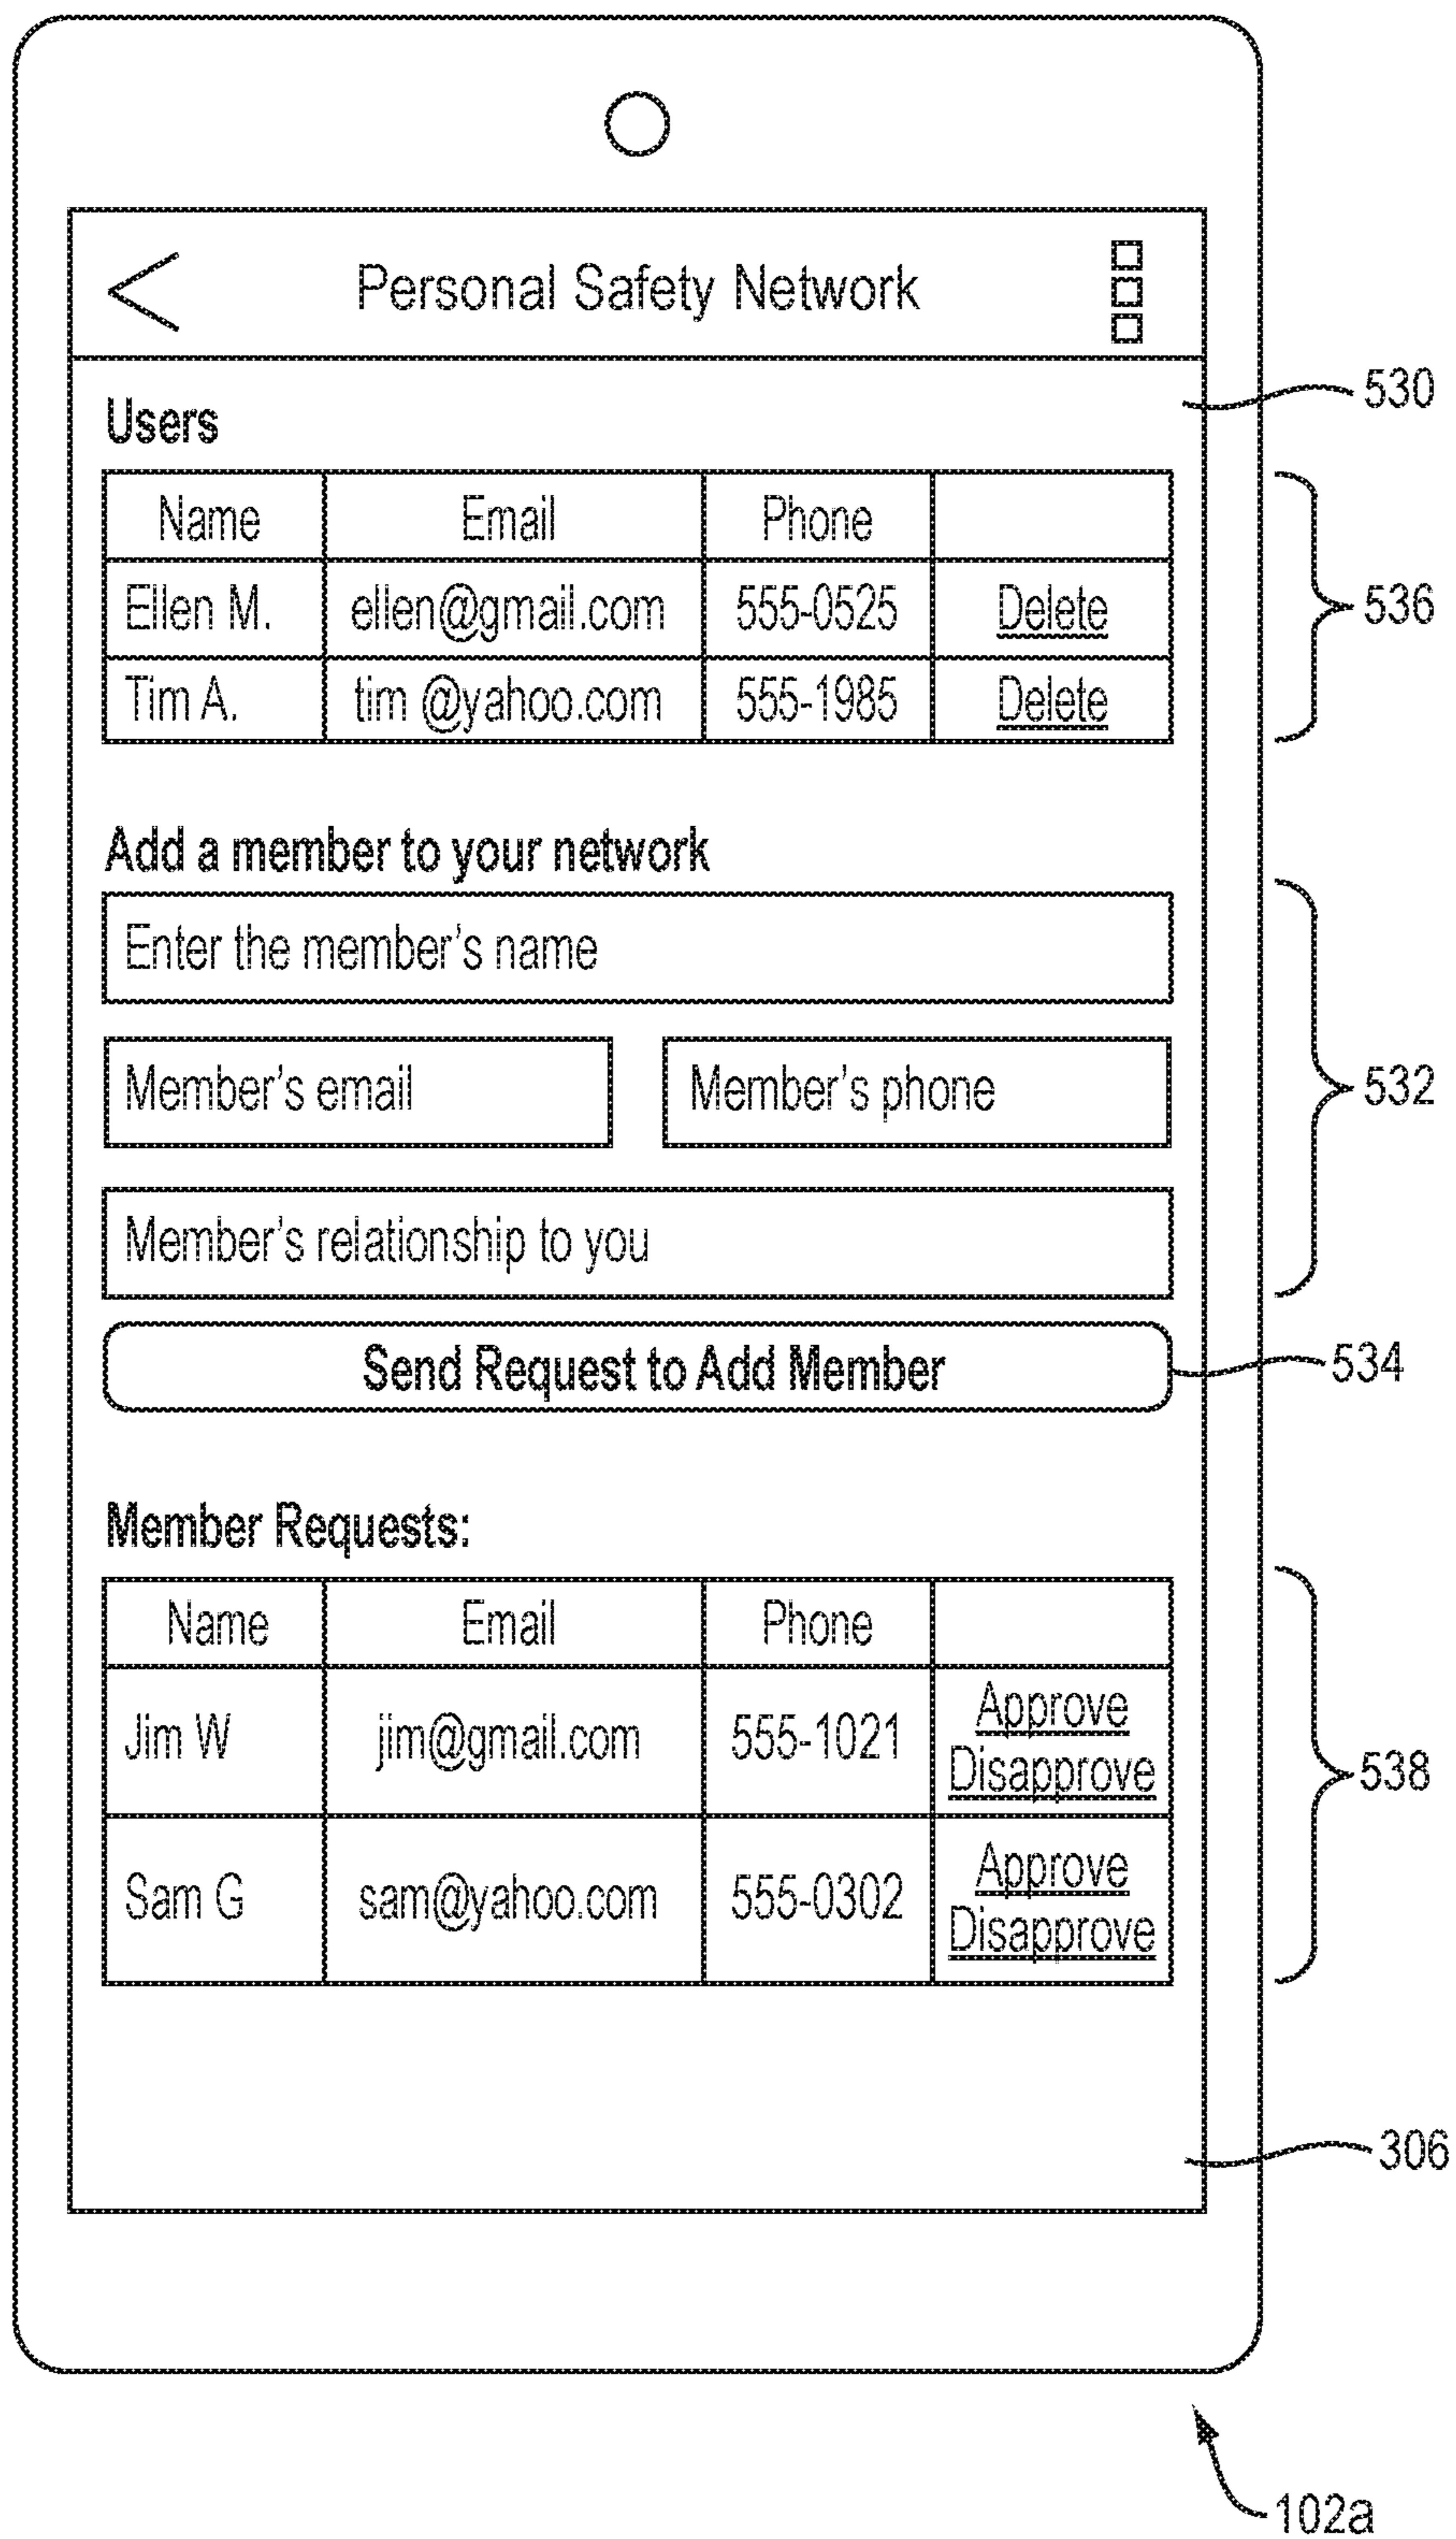 Personal Safety Network
530
Users
Name Email Phone
Ellen M. ellen@gmail.com 555-0525 Delete
536
Tim A. tim @yahoo.com 555-1985 Delete
Add a member to your network
Enter the member's name
Member's email Member's phone
532
Member's relationship to you
Send Request to Add Member
534
Member Requests:
Name Email Phone
Jim W jim@gmail.com 555-1021 Approve
Disapprove
538
Sam G sam@yahoo.com 555-0302 Approve
Disapprove
306
102a